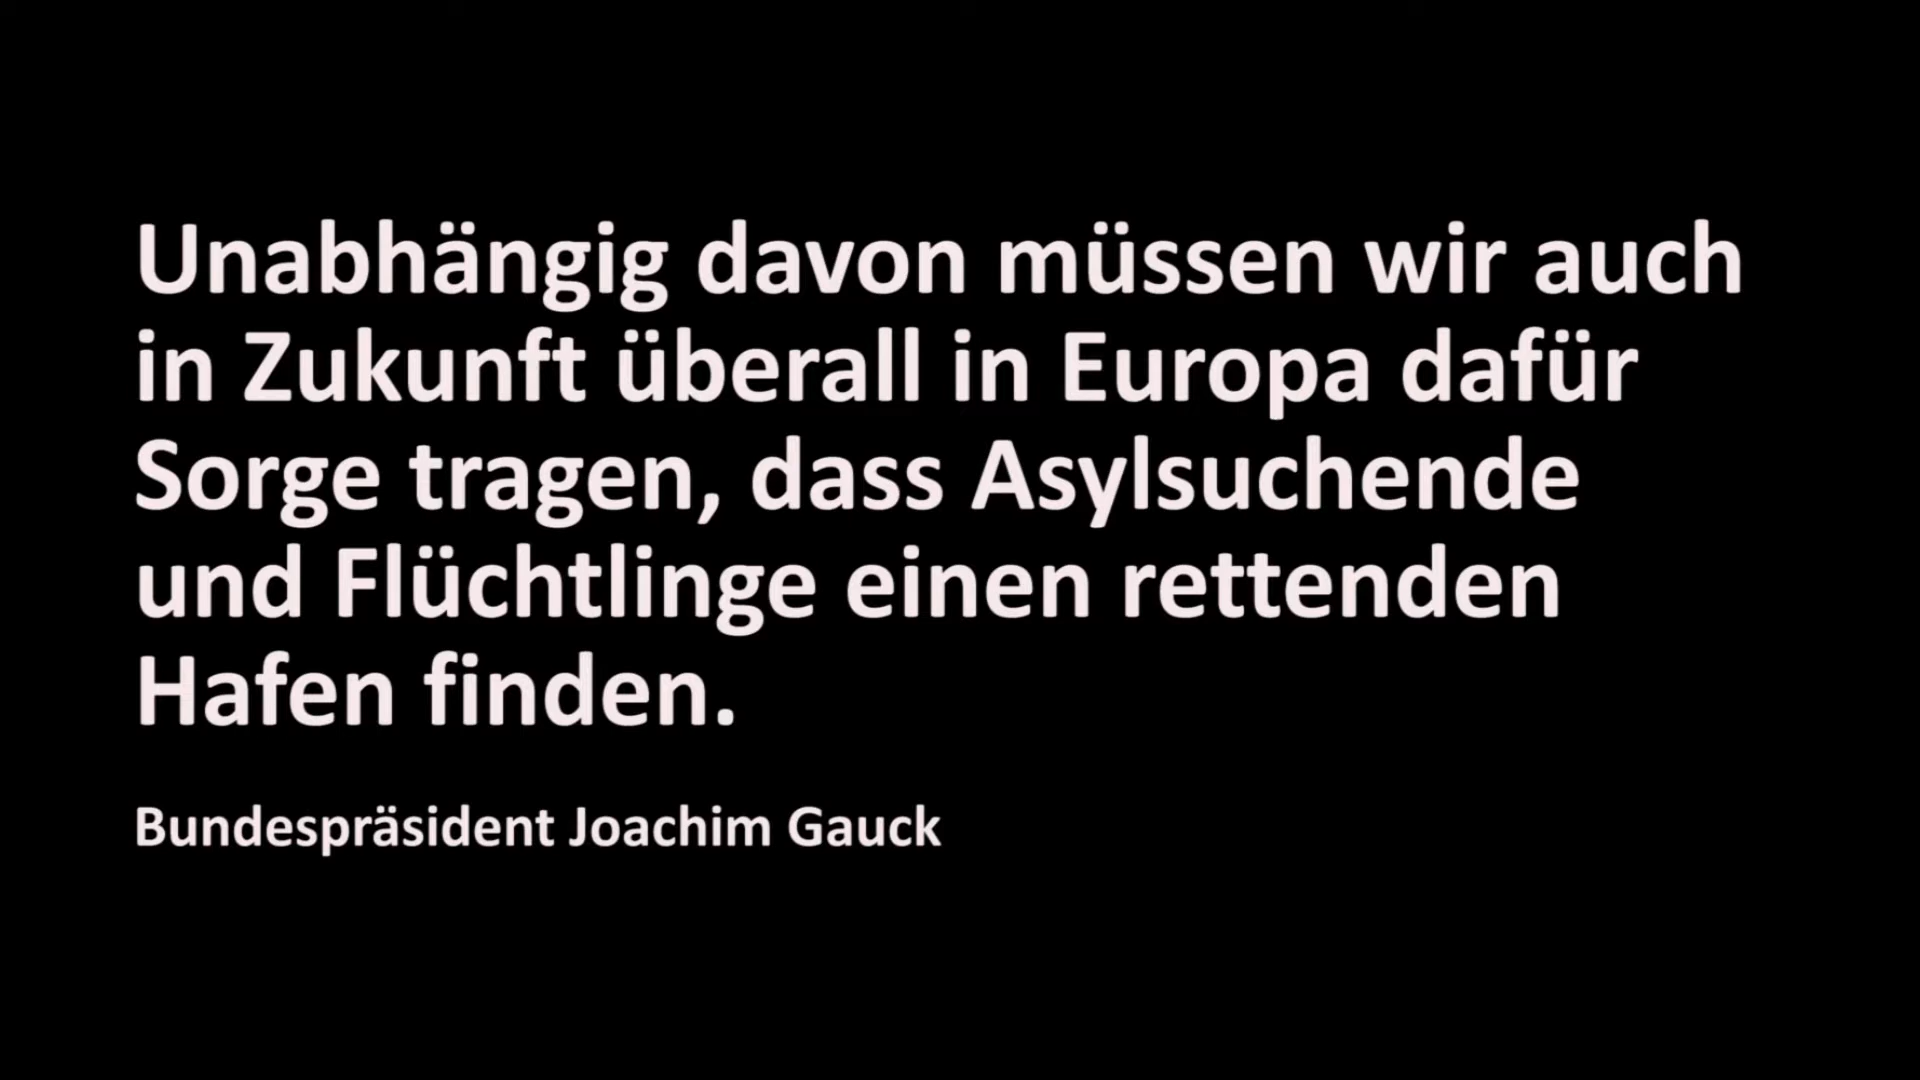 Unabhängig davon müssen wir auch
in Zukunft überall in Europa dafür
Sorge tragen, dass Asylsuchende
und Flüchtlinge einen rettenden
Hafen finden.
Bundespräsident Joachim Gauck